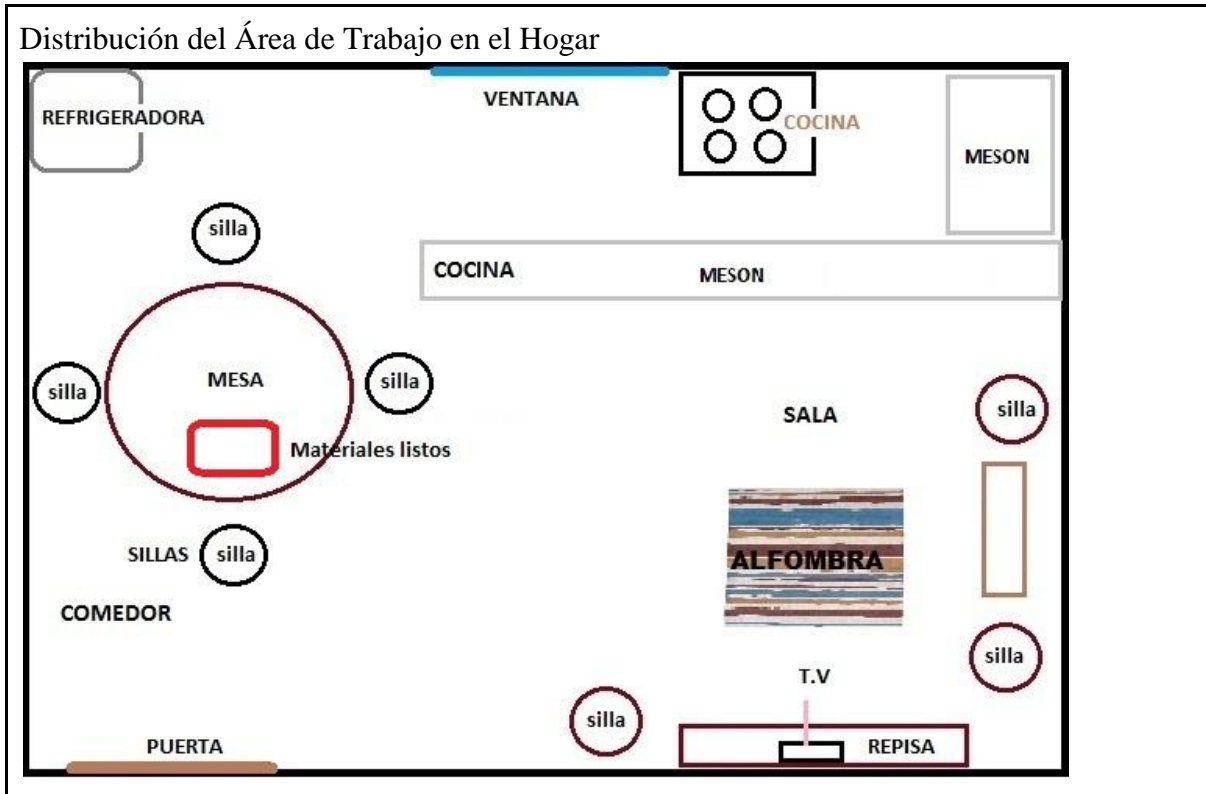 Distribución del Área de Trabajo en el Hogar
REFRIGERADORA
VENTANA
COCINA
MESON
silla
COCINA
MESON
silla
MESA
silla
SALA
silla
Materiales listos
SILLAS
silla
ALFOMBRA
COMEDOR
silla
T.V
silla
PUERTA
REPISA